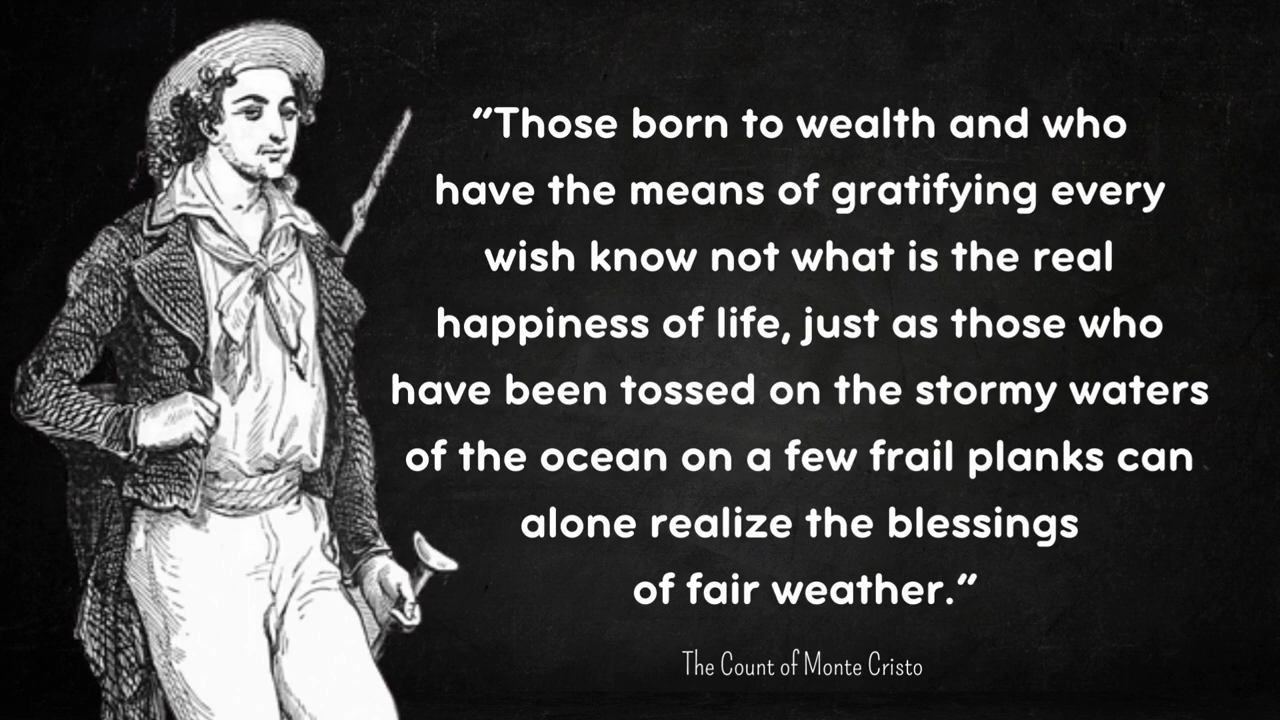 “Those born to wealth and who
have the means of gratifying every
wish know not what is the real
happiness of life, just as those who
have been tossed on the stormy waters
of the ocean on a few frail planks can
alone realize the blessings
of fair weather.”
The Count of Monte Cristo